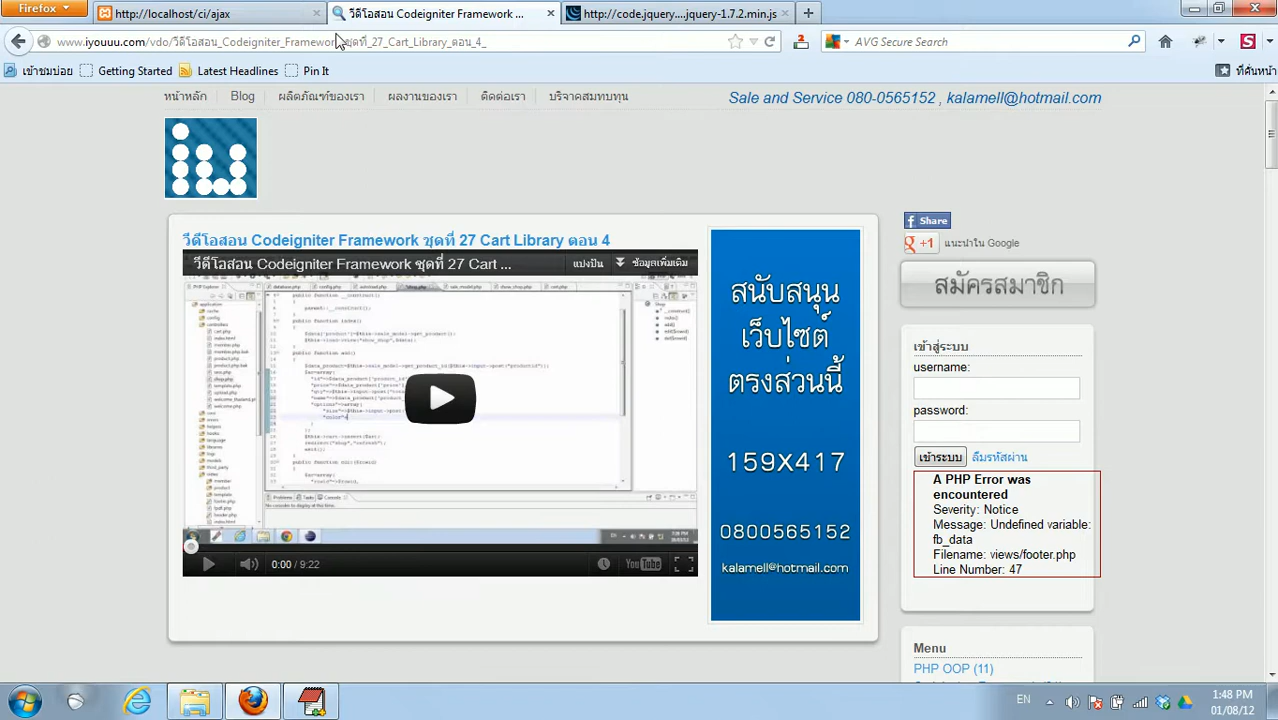 Firefox
http://localhost/ci/ajax
วีดีโอสอน Codeigniter Framework ...
http://code.jquery....jquery-1.7.2.min.js
www.iyouuu.com/vdo/วีดีโอสอน_Codeigniter_Framework_ชุดที่_27_Cart_Library_ตอน_4_
2
AVG Secure Search
เข้าชมบ่อย
Getting Started
Latest Headlines
Pin It
ที่คั่นหน้า
หน้าหลัก
Blog
ผลิตภัณฑ์ของเรา
ผลงานของเรา
ติดต่อเรา
บริจาคสมทบทุน
Sale and Service 080-0565152 , kalamell@hotmail.com
วีดีโอสอน Codeigniter Framework ชุดที่ 27 Cart Library ตอน 4
วีดีโอสอน Codeigniter Framework ชุดที่ 27 Cart ...
แบ่งปัน
ข้อมูลเพิ่มเติม
0:00 / 9:22
YouTube
สนับสนุน
เว็บไซต์
ตรงส่วนนี้
159X417
0800565152
kalamell@hotmail.com
Share
+1
แนะนำใน Google
สมัครสมาชิก
เข้าสู่ระบบ
username:
password:
เข้าระบบ
ลืมรหัสผ่าน
A PHP Error was
encountered
Severity: Notice
Message: Undefined variable:
fb_data
Filename: views/footer.php
Line Number: 47
Menu
PHP OOP (11)
EN
1:48 PM
01/08/12